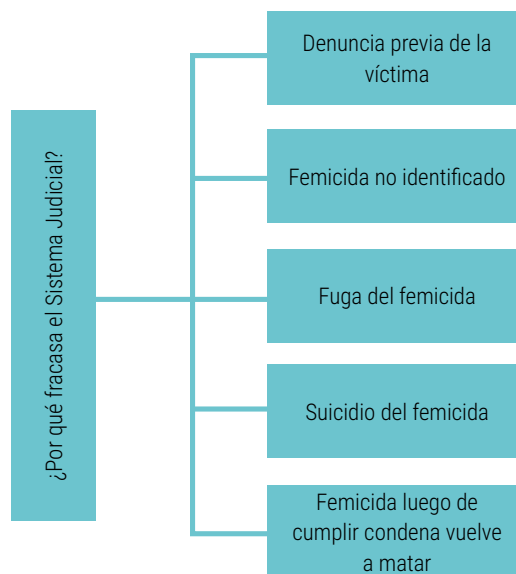 ¿Por qué fracasa el Sistema Judicial?
Denuncia previa de la
víctima
Femicida no identificado
Fuga del femicida
Suicidio del femicida
Femicida luego de
cumplir condena vuelve
a matar